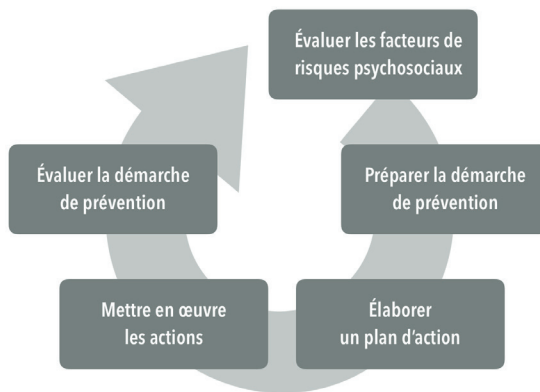 Évaluer les facteurs de
risques psychosociaux
Préparer la démarche
de prévention
Élaborer
un plan d'action
Mettre en œuvre
les actions
Évaluer la démarche
de prévention